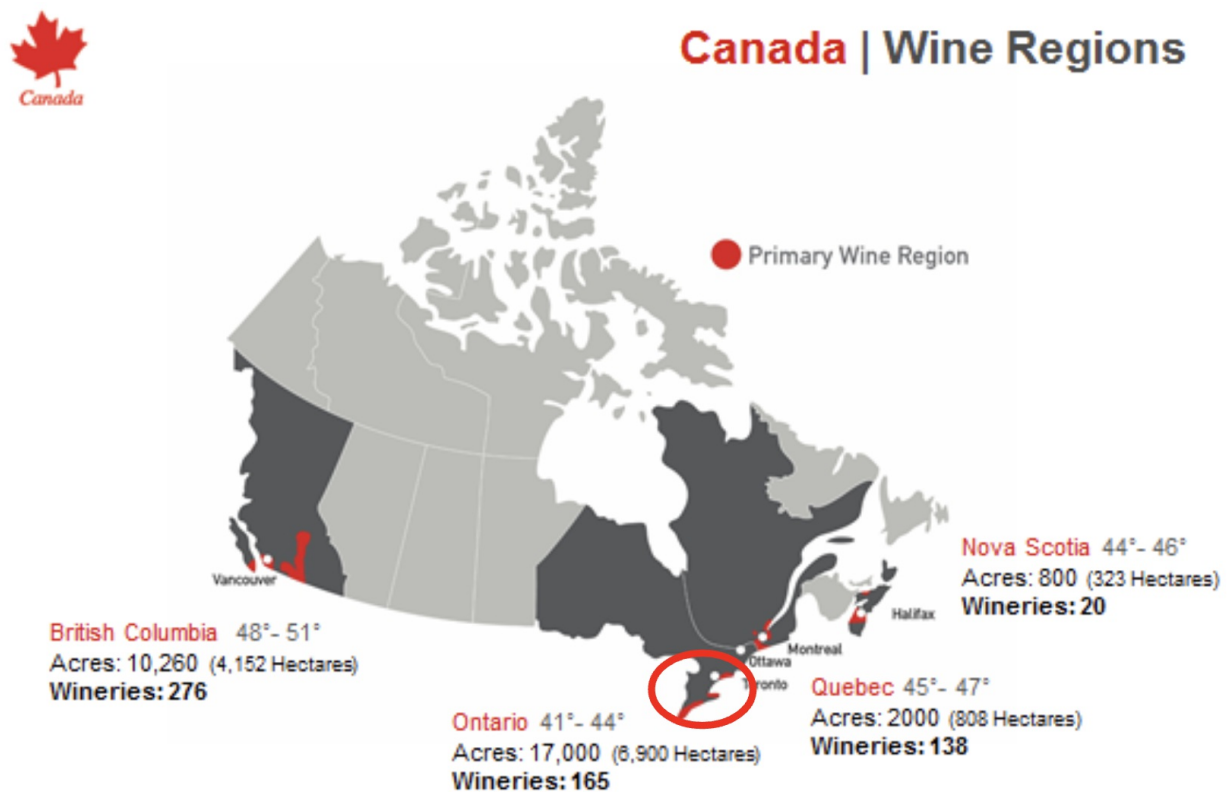 Canada
Canada | Wine Regions
Primary Wine Region
Vancouver
British Columbia 48°- 51°
Acres: 10,260 (4,152 Hectares)
Wineries: 276
Nova Scotia 44°- 46°
Acres: 800 (323 Hectares)
Wineries: 20
Halifax
Montreal
Ottawa
Toronto
Quebec 45°- 47°
Acres: 2000 (808 Hectares)
Wineries: 138
Ontario 41°- 44°
Acres: 17,000 (6,900 Hectares)
Wineries: 165